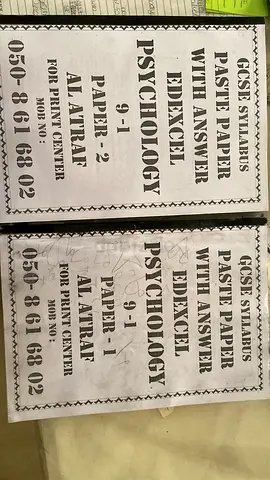 GCSE SYLLABUS
PASTE PAPER
WITH ANSWER
EDEXCEL
PSYCHOLOGY
9-1
PAPER - 2
AL ATRAF
FOR PRINT CENTER
MOB NO :
050-8 61 68 02
GCSE SYLLABUS
PASTE PAPER
WITH ANSWER
EDEXCEL
PSYCHOLOGY
9-1
PAPER - 1
AL ATRAF
FOR PRINT CENTER
MOB NO :
050-8 61 68 02